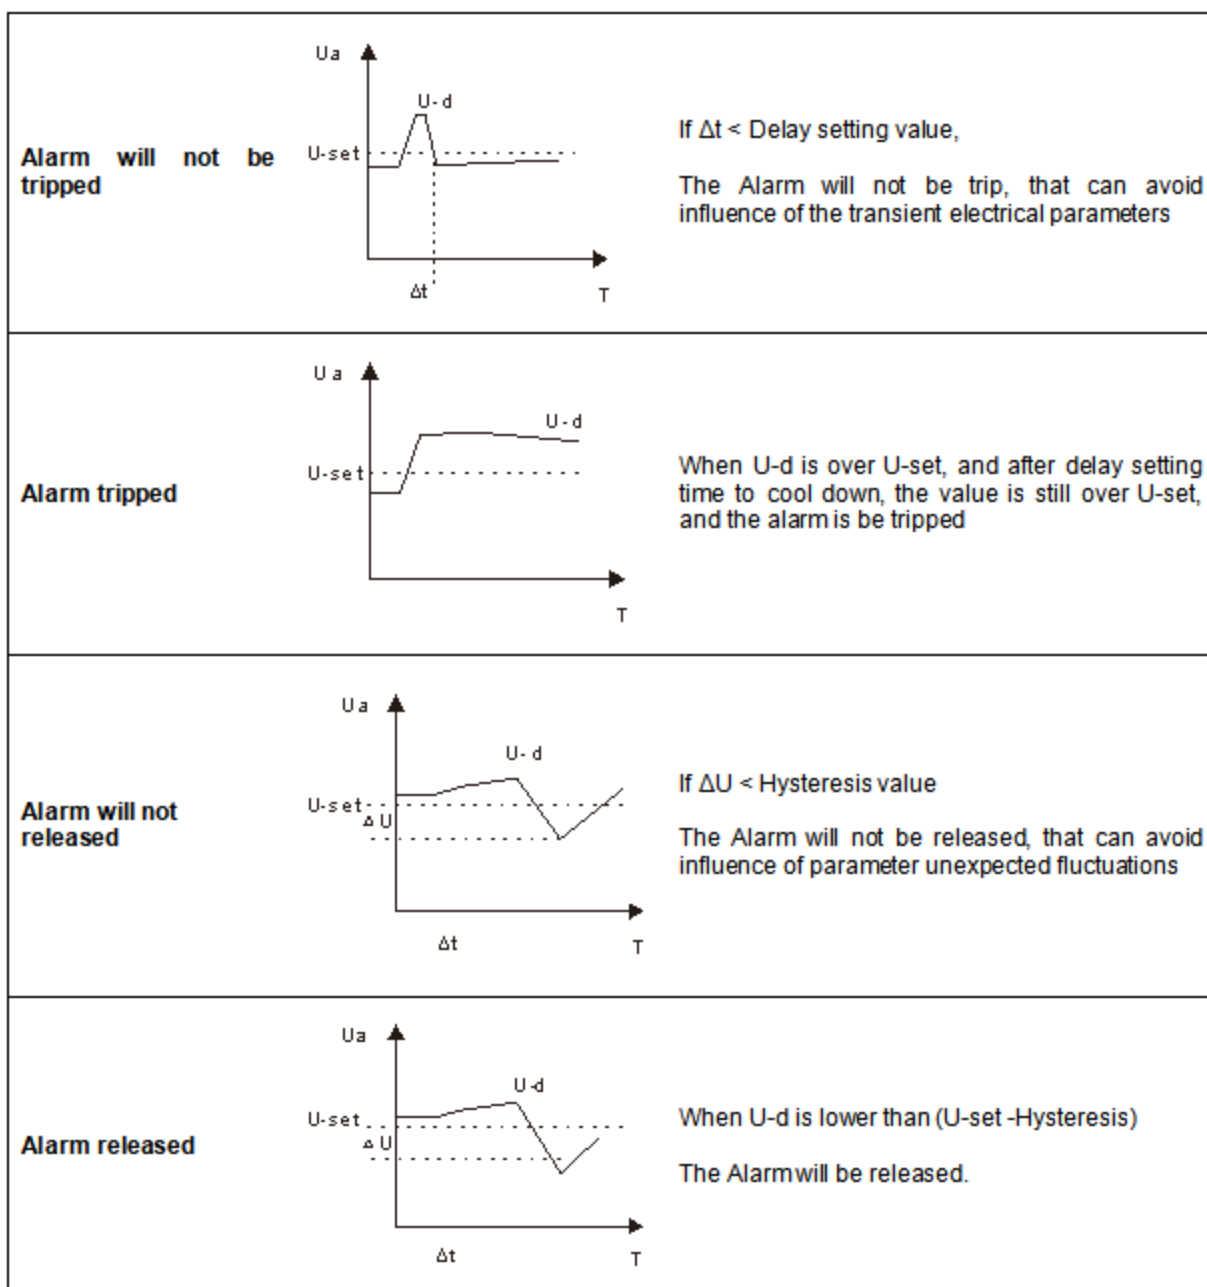 Ua
U-d
U-set
Δt
T
Alarm will not be
tripped
If Δt < Delay setting value,
The Alarm will not be trip, that can avoid
influence of the transient electrical parameters
Ua
U-d
U-set
T
Alarm tripped
When U-d is over U-set, and after delay setting
time to cool down, the value is still over U-set,
and the alarm is be tripped
Ua
U-d
U-set
ΔU
Δt
T
Alarm will not
released
If ΔU < Hysteresis value
The Alarm will not be released, that can avoid
influence of parameter unexpected fluctuations
Ua
U-d
U-set
ΔU
Δt
T
Alarm released
When U-d is lower than (U-set -Hysteresis)
The Alarm will be released.